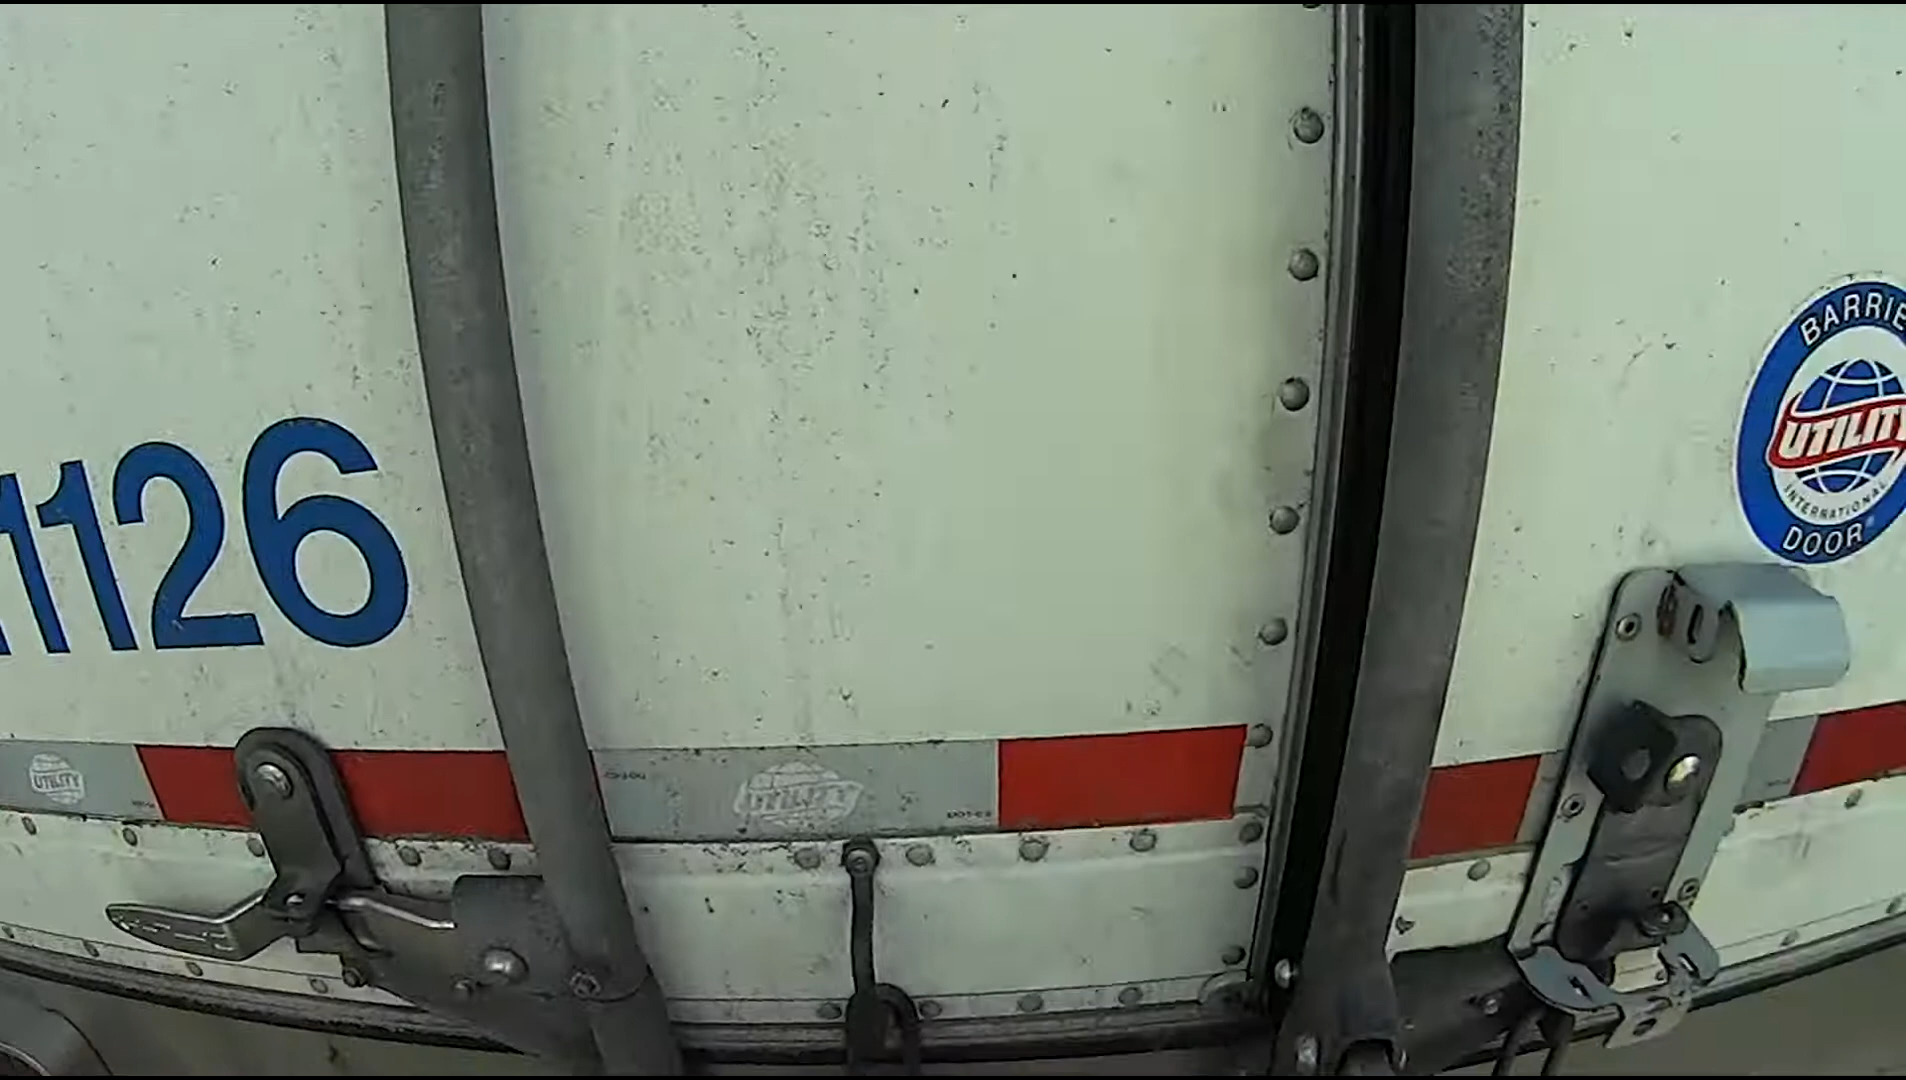 1126
BARRIE
UTILITY
INTERNATIONAL
DOOR
UTILITY
UTILITY